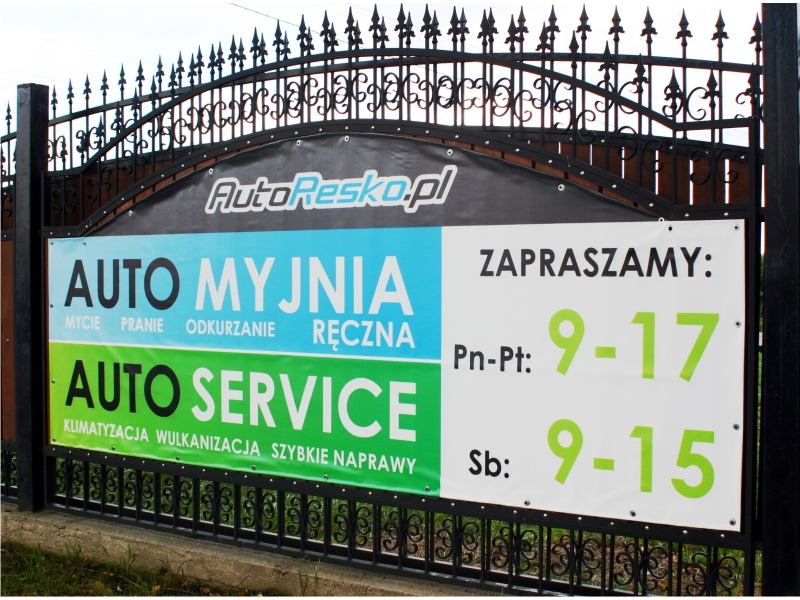 AutoResko.pl
AUTO MYJNIA
MYCIE PRANIE ODKURZANIE RĘCZNA
AUTO SERVICE
KLIMATYZACJA WULKANIZACJA SZYBKIE NAPRAWY
ZAPRASZAMY:
Pn-Pt: 9-17
Sb: 9-15